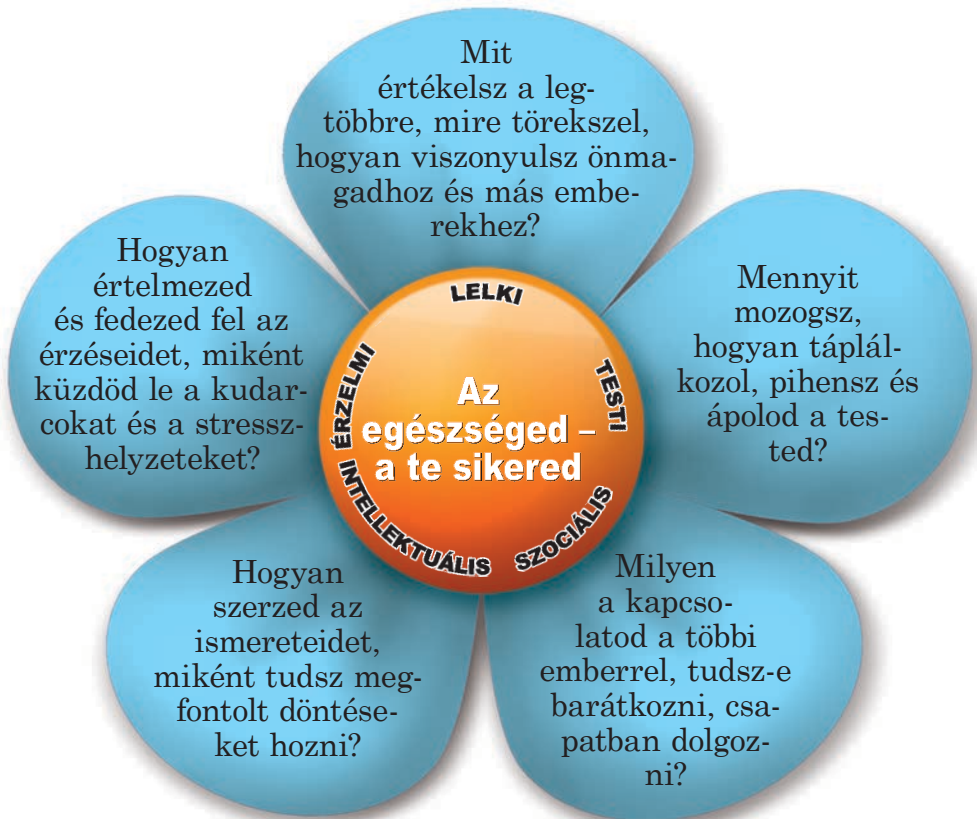 Mit
értékelsz a leg-
többre, mire törekszel,
hogyan viszonyulsz önma-
gadhoz és más embe-
rekhez?
Hogyan
értelmezed
és fedezed fel az
érzéseidet, miként
küzdöd le a kudar-
cokat és a stressz-
helyzeteket?
Mennyit
mozogsz,
hogyan táplál-
kozol, pihensz és
ápolod a tes-
ted?
LELKI
ÉRZELMI
TESTI
Az
egészséged –
a te sikered
INTELLEKTUÁLIS
SZOCIÁLIS
Hogyan
szerzed az
ismereteidet,
miként tudsz meg-
fontolt döntése-
ket hozni?
Milyen
a kapcso-
latod a többi
emberrel, tudsz-e
barátkozni, csa-
patban dolgoz-
ni?